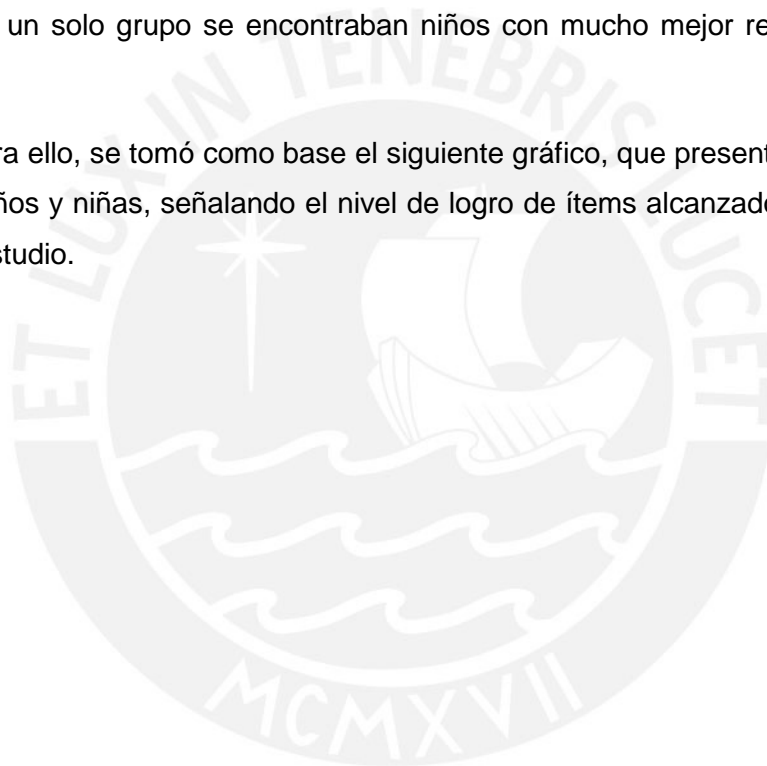 un solo grupo se encontraban niños con mucho mejor re
ra ello, se tomó como base el siguiente gráfico, que present
ños y niñas, señalando el nivel de logro de ítems alcanzado
studio.
ET LUX IN TENEBRIS LUCET
MCMXVII